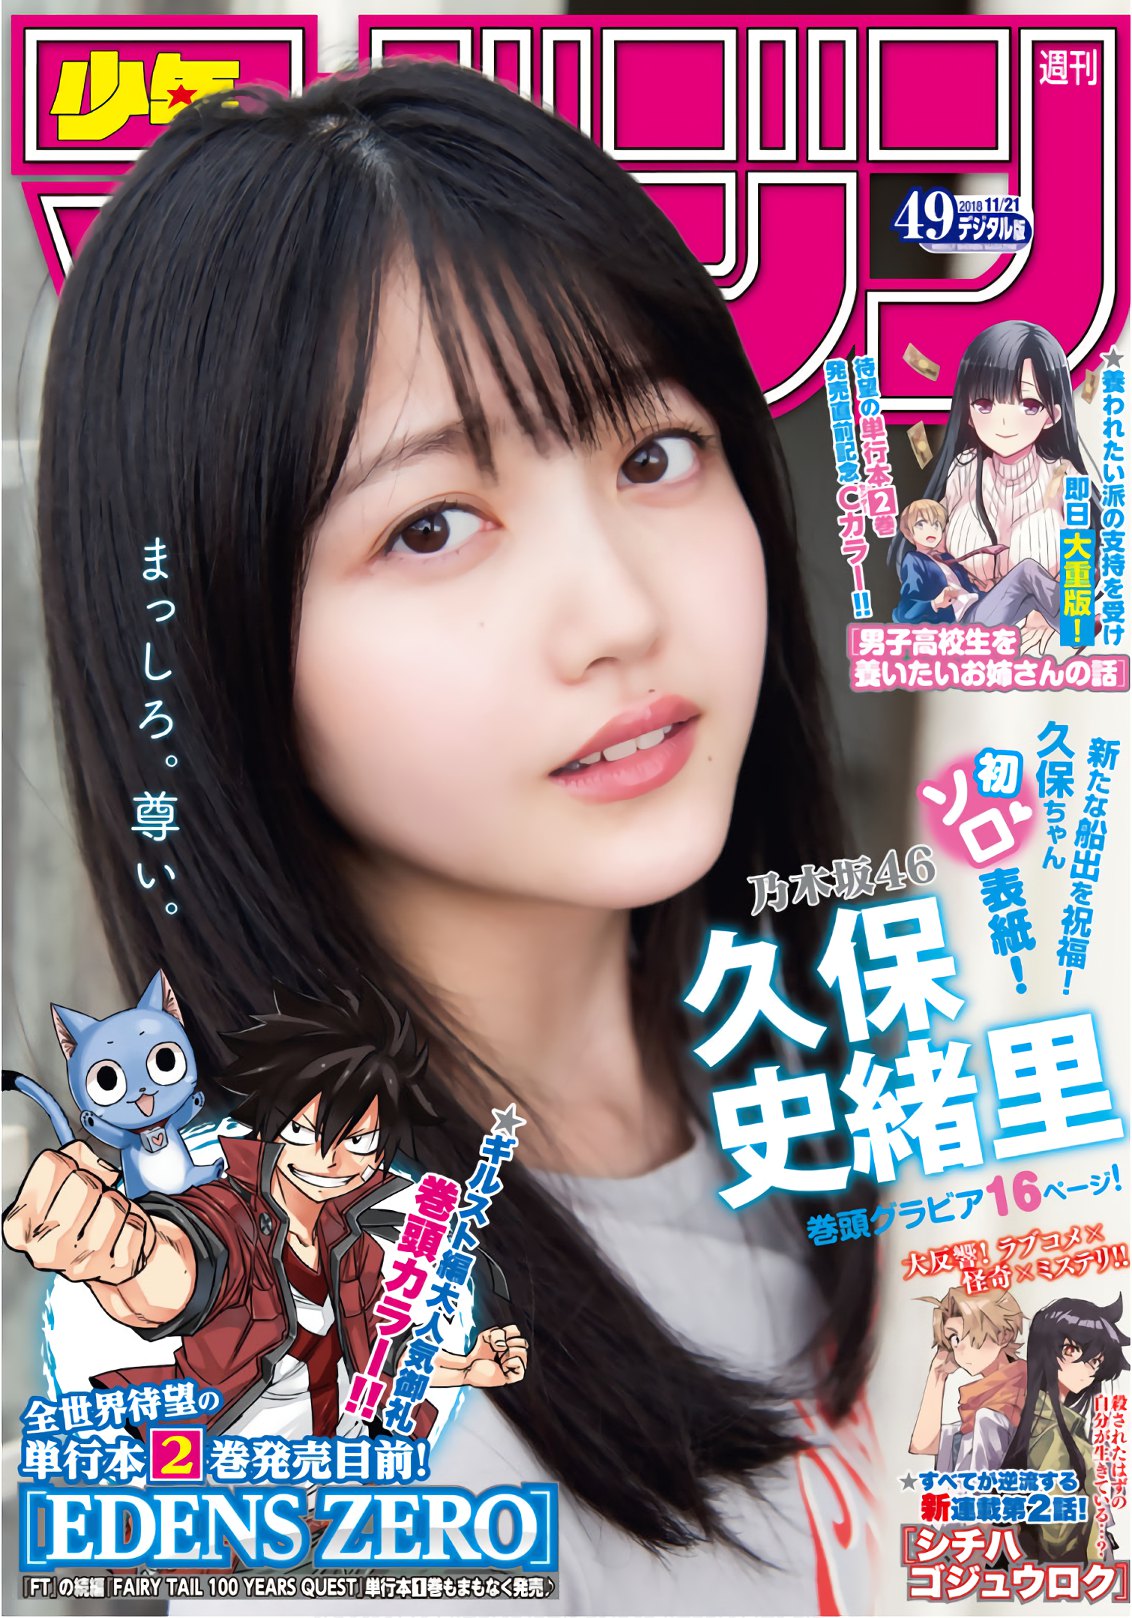 週刊
少年
マガジン
49
2018 11/21
デジタル版
★養われたい派の支持を受け
即日大重版!
待望の単行本2巻
発売直前記念Cカラー!!
[男子高校生を
養いたいお姉さんの話]
まっしろ。尊い。
新たな船出を祝福!
久保ちゃん
初ソロ表紙!
乃木坂46
久保
史緒里
巻頭グラビア16ページ!
大反響! ラブコメ×
怪奇×ミステリ!!
殺されたはずの
自分が生きている…?
★すべてが逆流する
新連載第2話!
[シチハ
ゴジュウロク]
★ギルスト編大人気御礼
巻頭カラー!!
全世界待望の
単行本2巻発売目前!
[EDENS ZERO]
『FT』の続編『FAIRY TAIL 100 YEARS QUEST』単行本1巻もまもなく発売♪